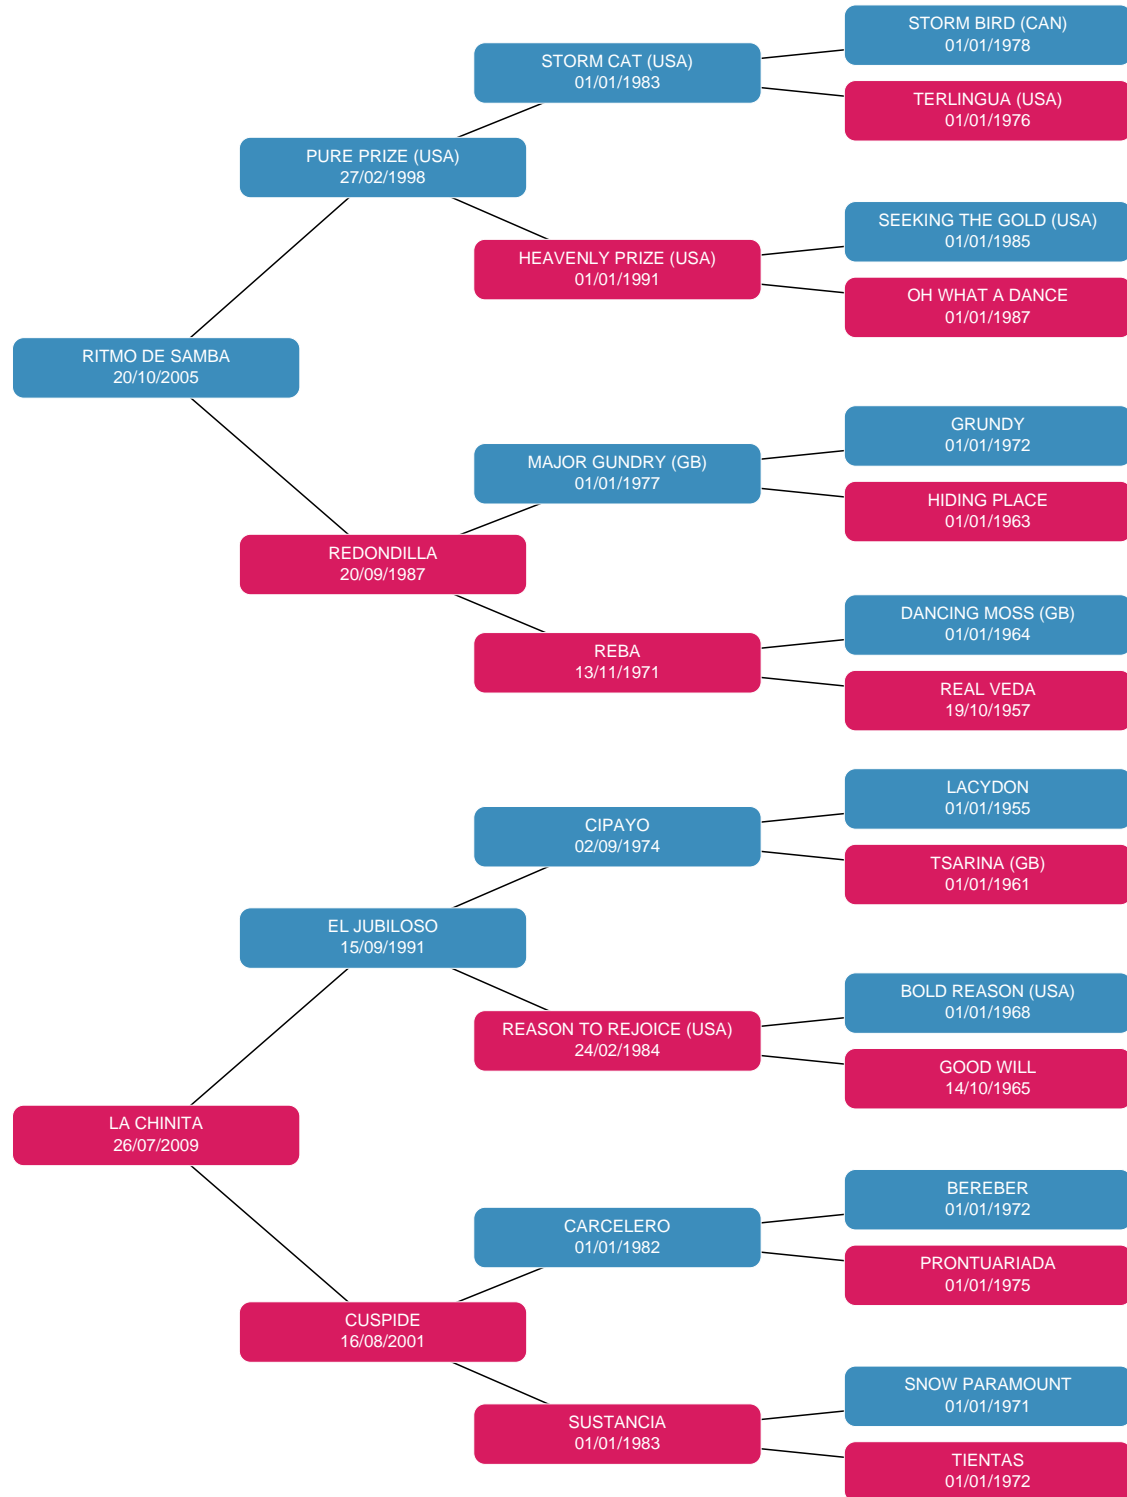 STORM BIRD (CAN)
01/01/1978
STORM CAT (USA)
01/01/1983
TERLINGUA (USA)
01/01/1976
PURE PRIZE (USA)
27/02/1998
SEEKING THE GOLD (USA)
01/01/1985
HEAVENLY PRIZE (USA)
01/01/1991
OH WHAT A DANCE
01/01/1987
RITMO DE SAMBA
20/10/2005
GRUNDY
01/01/1972
MAJOR GUNDRY (GB)
01/01/1977
HIDING PLACE
01/01/1963
REDONDILLA
20/09/1987
DANCING MOSS (GB)
01/01/1964
REBA
13/11/1971
REAL VEDA
19/10/1957
LACYDON
01/01/1955
CIPAYO
02/09/1974
TSARINA (GB)
01/01/1961
EL JUBILOSO
15/09/1991
BOLD REASON (USA)
01/01/1968
REASON TO REJOICE (USA)
24/02/1984
GOOD WILL
14/10/1965
LA CHINITA
26/07/2009
BEREBER
01/01/1972
CARCELERO
01/01/1982
PRONTUARIADA
01/01/1975
CUSPIDE
16/08/2001
SNOW PARAMOUNT
01/01/1971
SUSTANCIA
01/01/1983
TIENTAS
01/01/1972